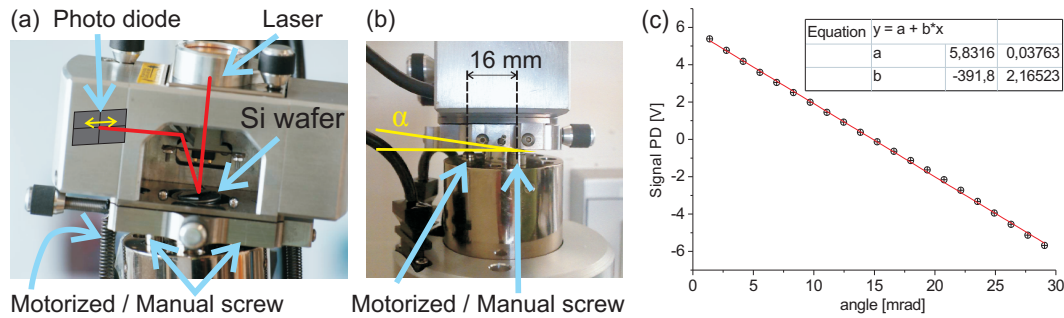 (a)
Photo diode
Laser
Si wafer
Motorized / Manual screw
(b)
16 mm
α
Motorized / Manual screw
(c)
Equation y = a + b*x
a 5,8316 0,03763
b -391,8 2,16523
Signal PD [V]
6
4
2
0
-2
-4
-6
0 5 10 15 20 25 30
angle [mrad]